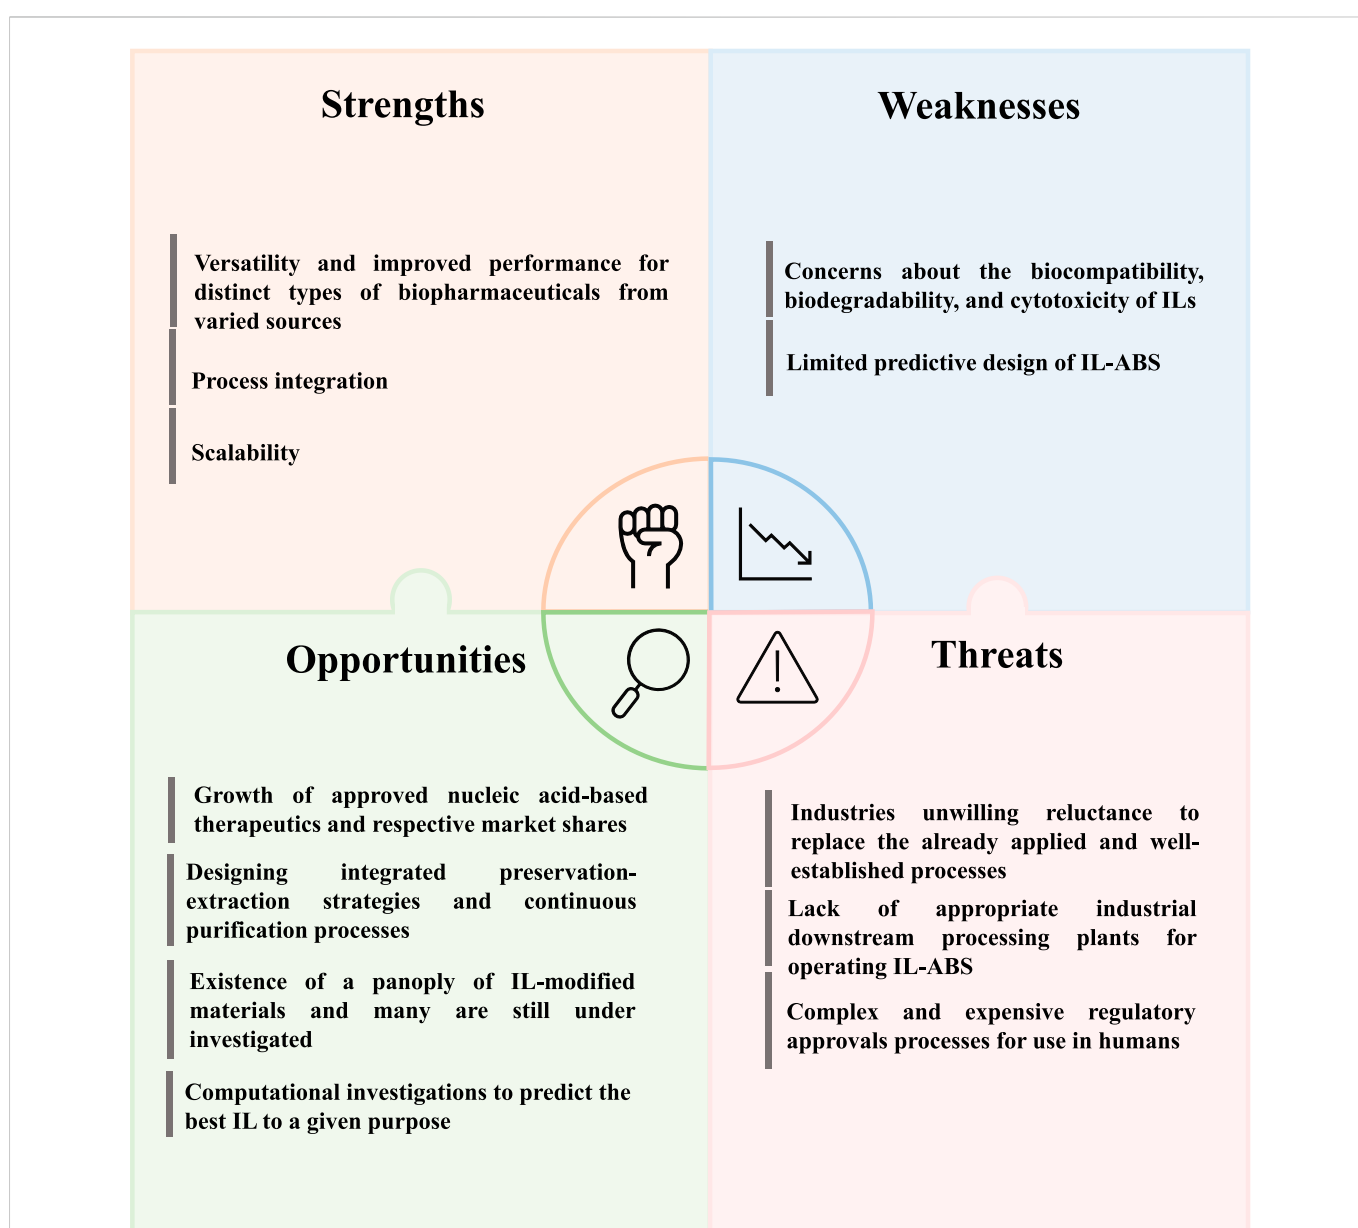 Strengths
Versatility and improved performance for
distinct types of biopharmaceuticals from
varied sources
Process integration
Scalability
Weaknesses
Concerns about the biocompatibility,
biodegradability, and cytotoxicity of ILs
Limited predictive design of IL-ABS
Opportunities
Growth of approved nucleic acid-based
therapeutics and respective market shares
Designing integrated preservation-
extraction strategies and continuous
purification processes
Existence of a panoply of IL-modified
materials and many are still under
investigated
Computational investigations to predict the
best IL to a given purpose
Threats
Industries unwilling reluctance to
replace the already applied and well-
established processes
Lack of appropriate industrial
downstream processing plants for
operating IL-ABS
Complex and expensive regulatory
approvals processes for use in humans